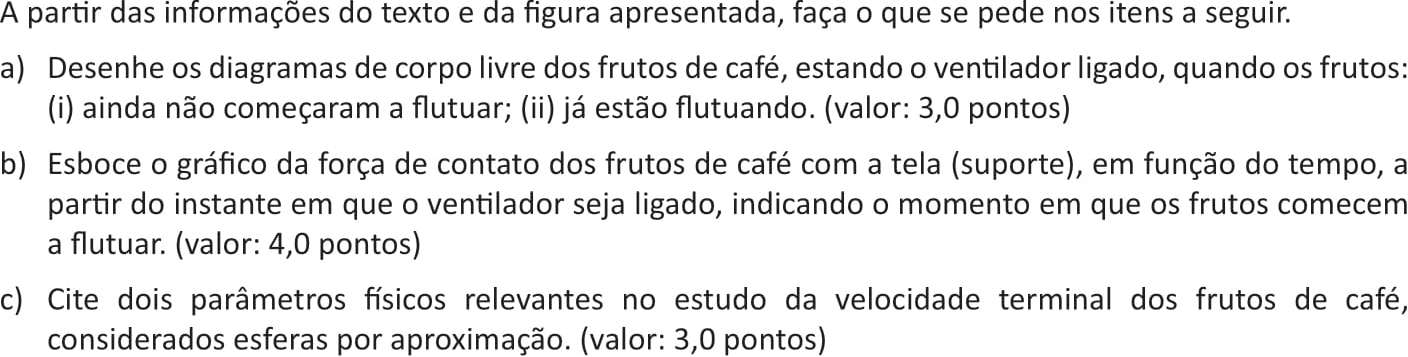 A partir das informações do texto e da figura apresentada, faça o que se pede nos itens a seguir.
a) Desenhe os diagramas de corpo livre dos frutos de café, estando o ventilador ligado, quando os frutos:
(i) ainda não começaram a flutuar; (ii) já estão flutuando. (valor: 3,0 pontos)
b) Esboce o gráfico da força de contato dos frutos de café com a tela (suporte), em função do tempo, a
partir do instante em que o ventilador seja ligado, indicando o momento em que os frutos comecem
a flutuar. (valor: 4,0 pontos)
c) Cite dois parâmetros físicos relevantes no estudo da velocidade terminal dos frutos de café,
considerados esferas por aproximação. (valor: 3,0 pontos)